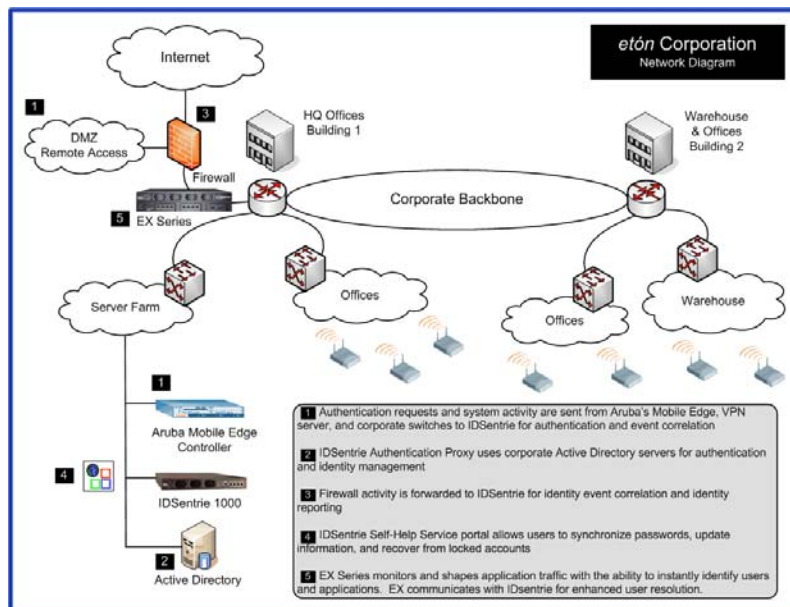 etón Corporation
Network Diagram
Internet
1
3
DMZ
Remote Access
Firewall
5
EX Series
HQ Offices
Building 1
Warehouse
& Offices
Building 2
Corporate Backbone
Server Farm
Offices
Offices
Warehouse
1
Aruba Mobile Edge
Controller
4
IDSentrie 1000
2
Active Directory
1 Authentication requests and system activity are sent from Aruba's Mobile Edge, VPN
server, and corporate switches to IDSentrie for authentication and event correlation
2 IDSentrie Authentication Proxy uses corporate Active Directory servers for authentication
and identity management
3 Firewall activity is forwarded to IDSentrie for identity event correlation and identity
reporting
4 IDSentrie Self-Help Service portal allows users to synchronize passwords, update
information, and recover from locked accounts
5 EX Series monitors and shapes application traffic with the ability to instantly identify users
and applications. EX communicates with IDsentrie for enhanced user resolution.